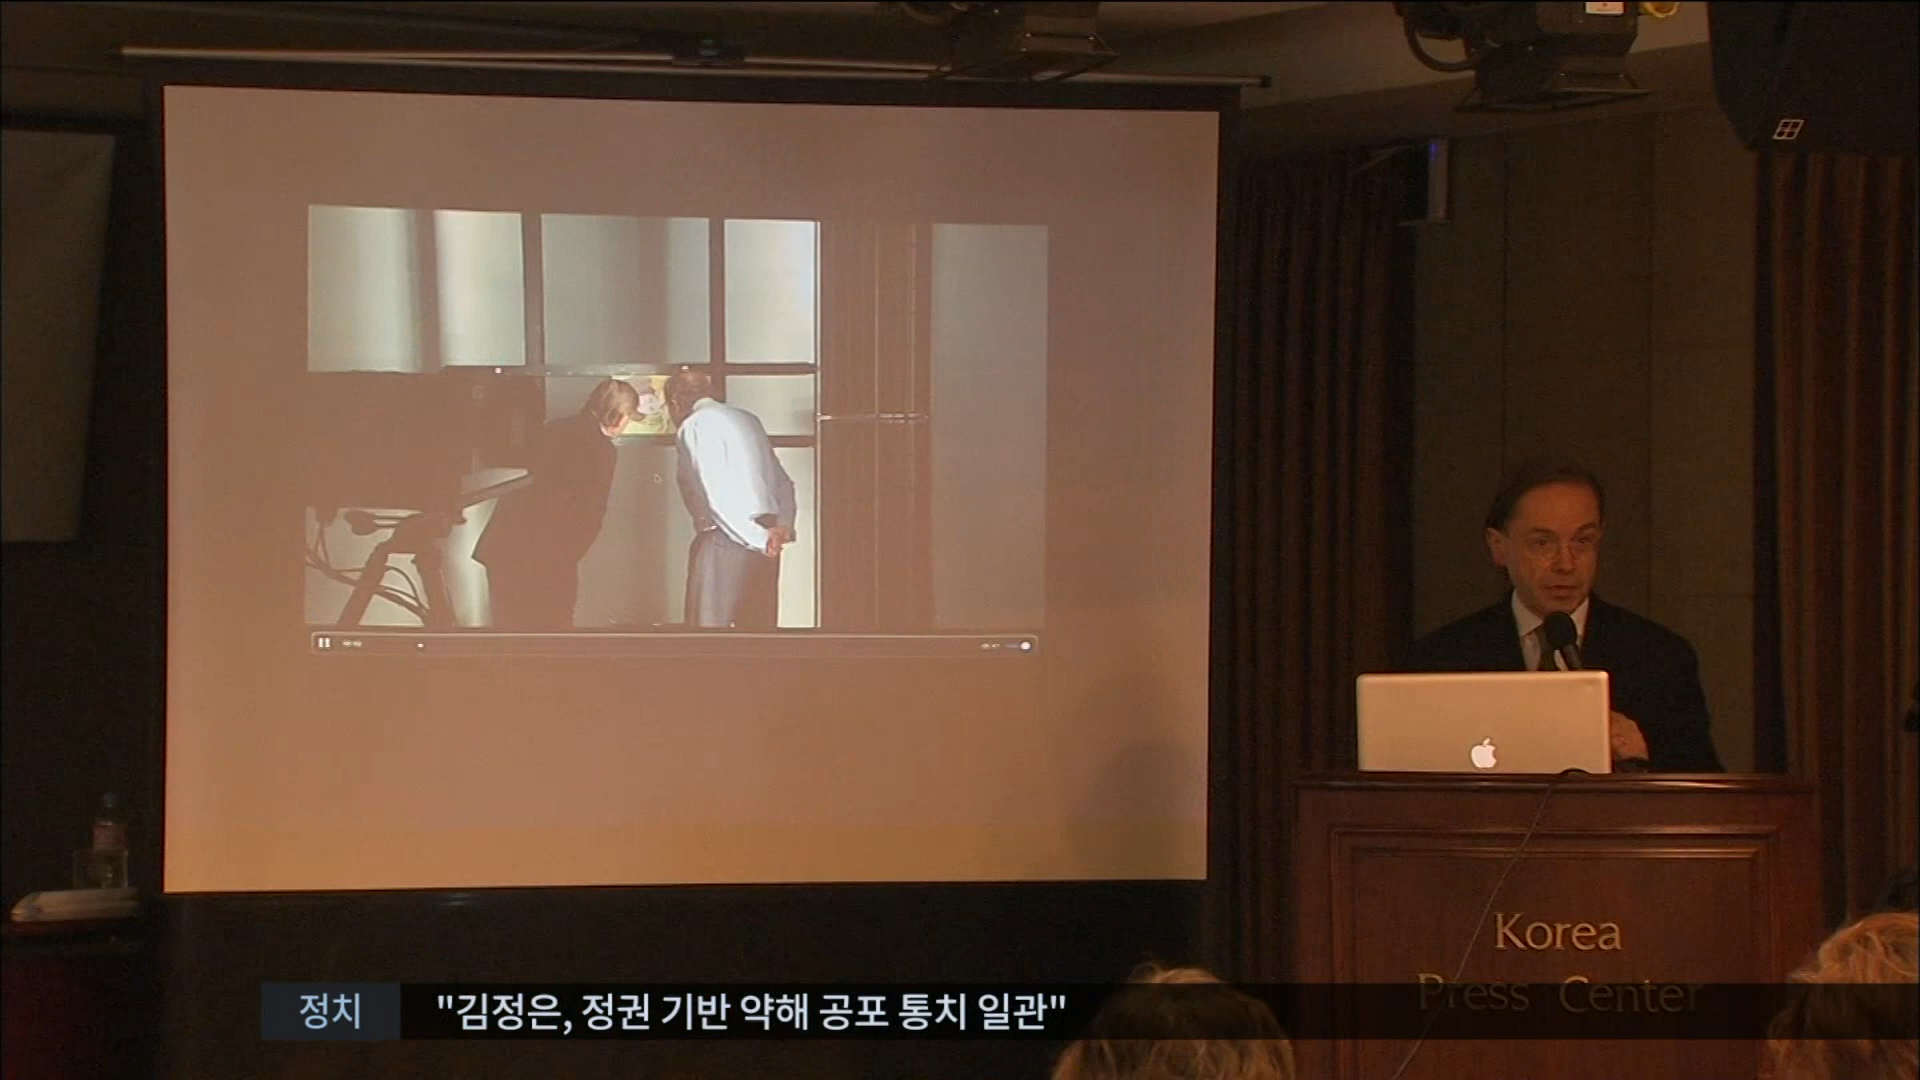 Korea
Press Center
정치
"김정은, 정권 기반 약해 공포 통치 일관"